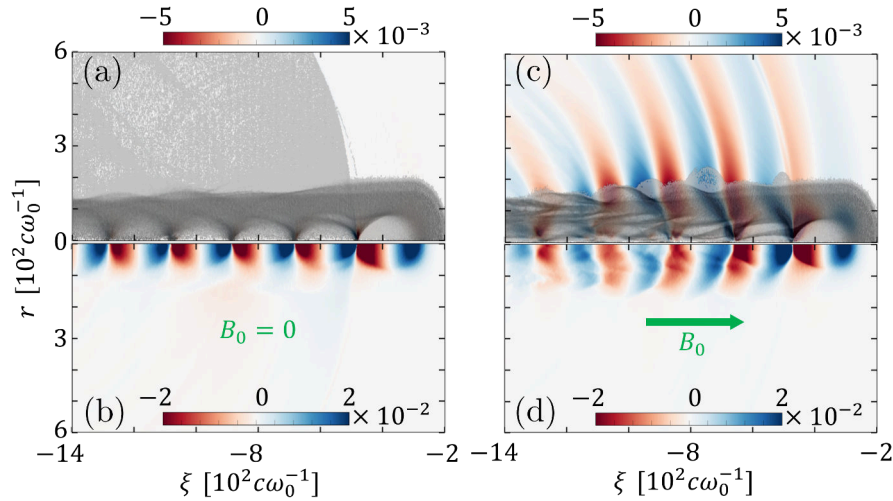 −5 0 5 × 10⁻³
−5 0 5 × 10⁻³
6
(a)
(c)
3
0
r [10²cω₀⁻¹]
3
B₀ = 0
B₀
(b)
(d)
−2 0 2 × 10⁻²
−2 0 2 × 10⁻²
6
−14 −8 −2
−14 −8 −2
ξ [10²cω₀⁻¹]
ξ [10²cω₀⁻¹]